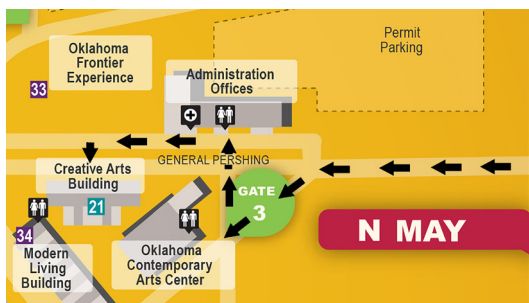 Oklahoma
Frontier
Experience
33
Permit
Parking
Administration
Offices
GENERAL PERSHING
Creative Arts
Building
21
GATE
3
34
Modern
Living
Building
Oklahoma
Contemporary
Arts Center
N MAY